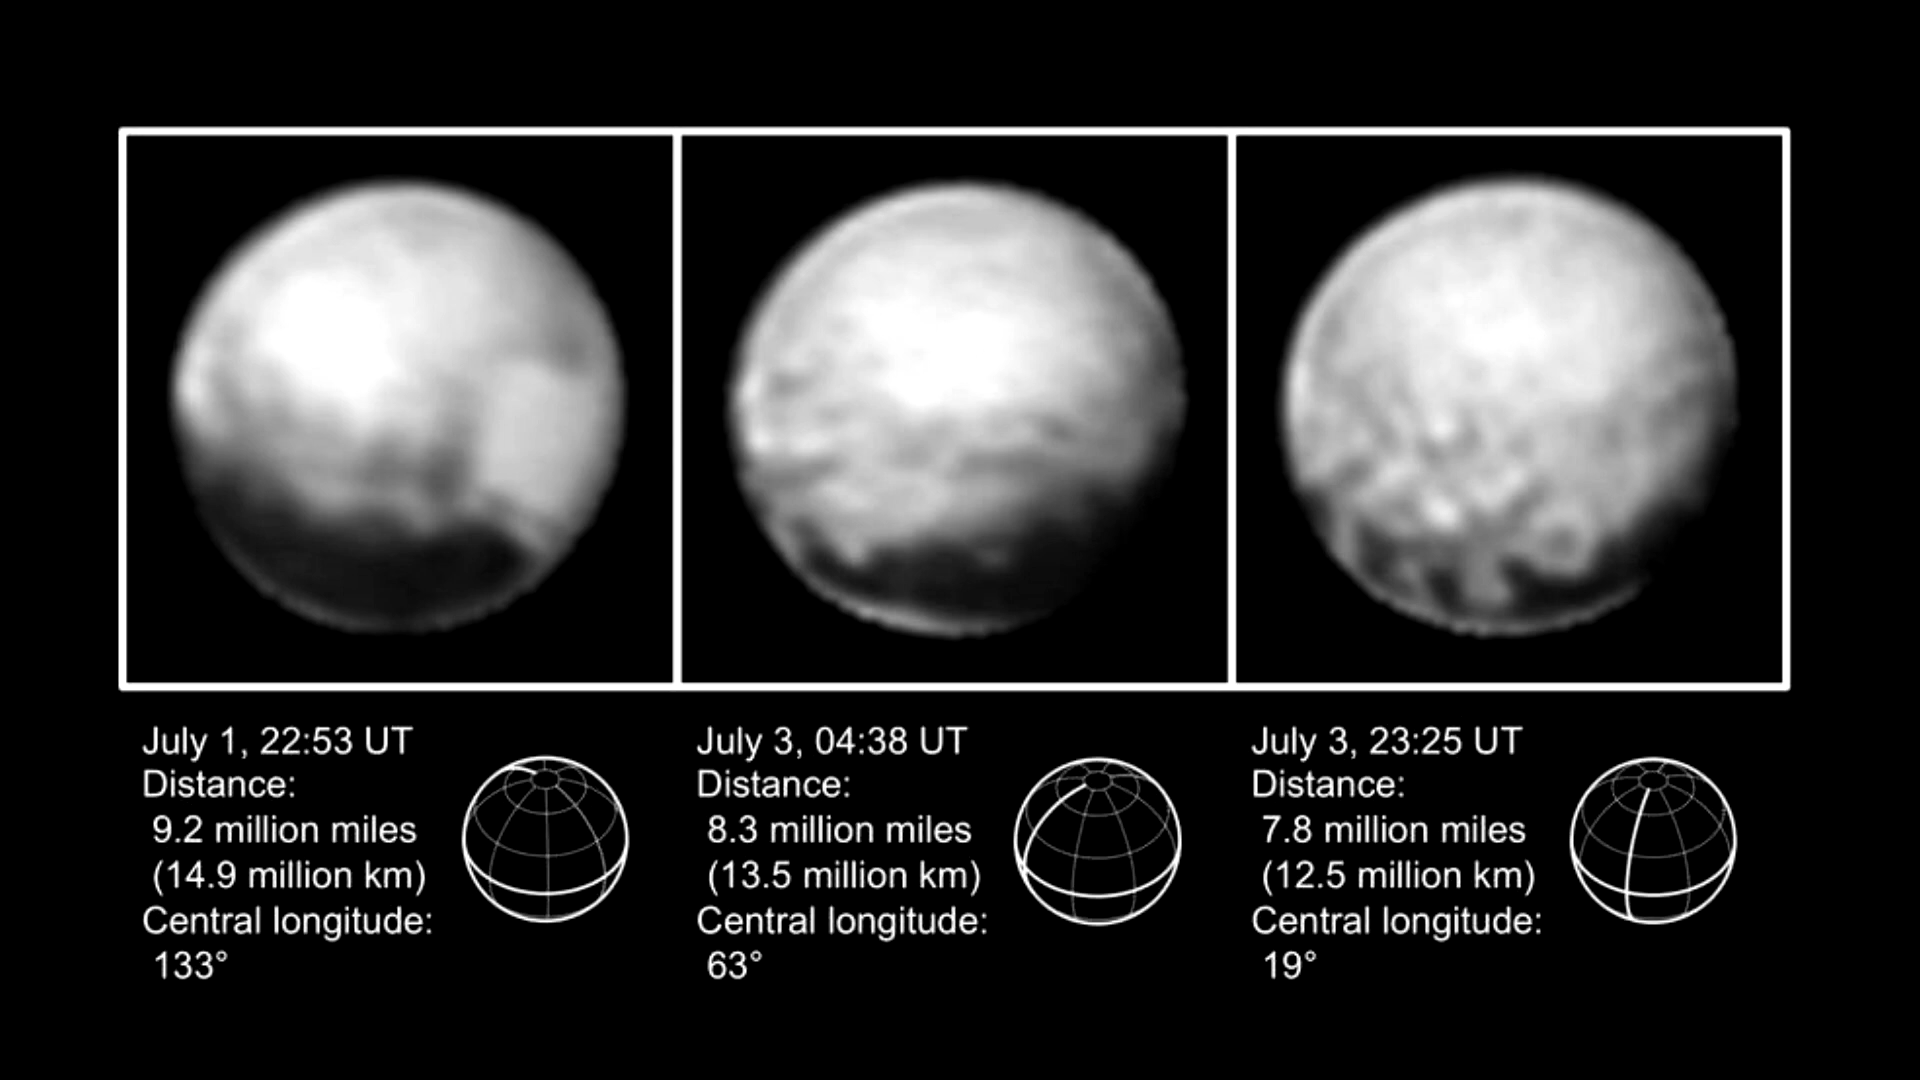 July 1, 22:53 UT
Distance:
9.2 million miles
(14.9 million km)
Central longitude:
133°
July 3, 04:38 UT
Distance:
8.3 million miles
(13.5 million km)
Central longitude:
63°
July 3, 23:25 UT
Distance:
7.8 million miles
(12.5 million km)
Central longitude:
19°